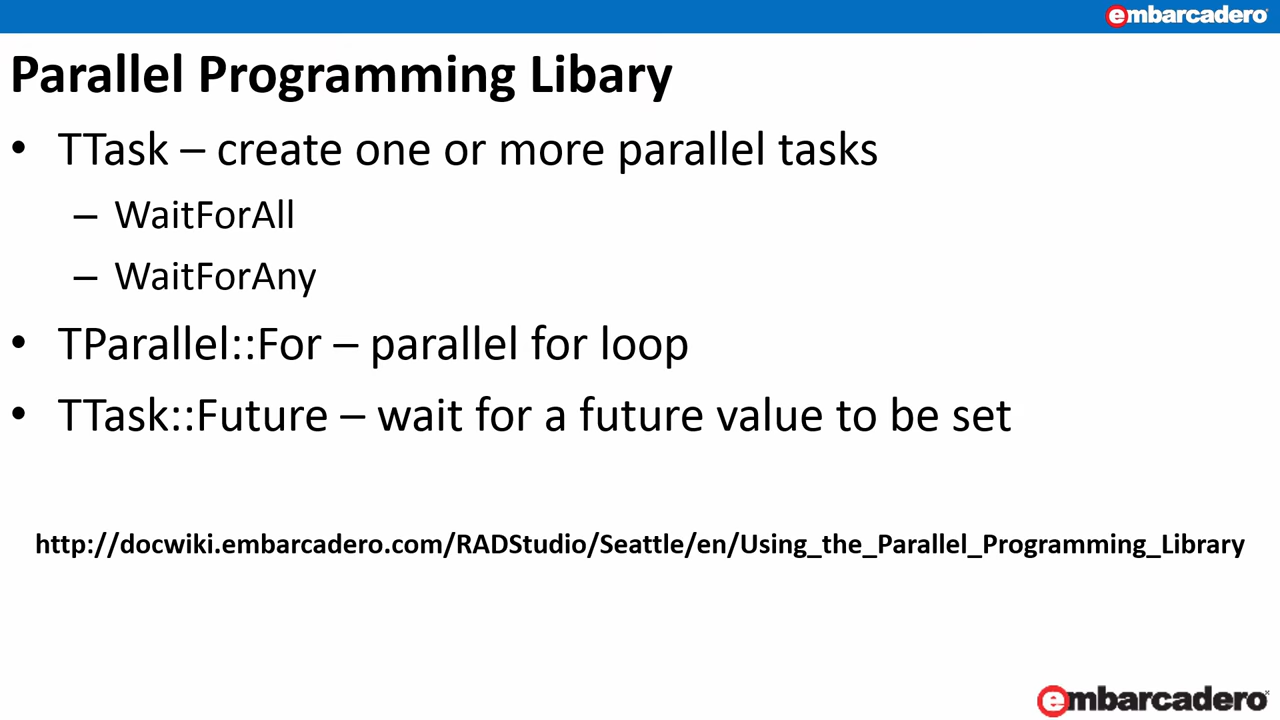 embarcadero
Parallel Programming Libary
• TTask – create one or more parallel tasks
– WaitForAll
– WaitForAny
• TParallel::For – parallel for loop
• TTask::Future – wait for a future value to be set
http://docwiki.embarcadero.com/RADStudio/Seattle/en/Using_the_Parallel_Programming_Library
embarcadero